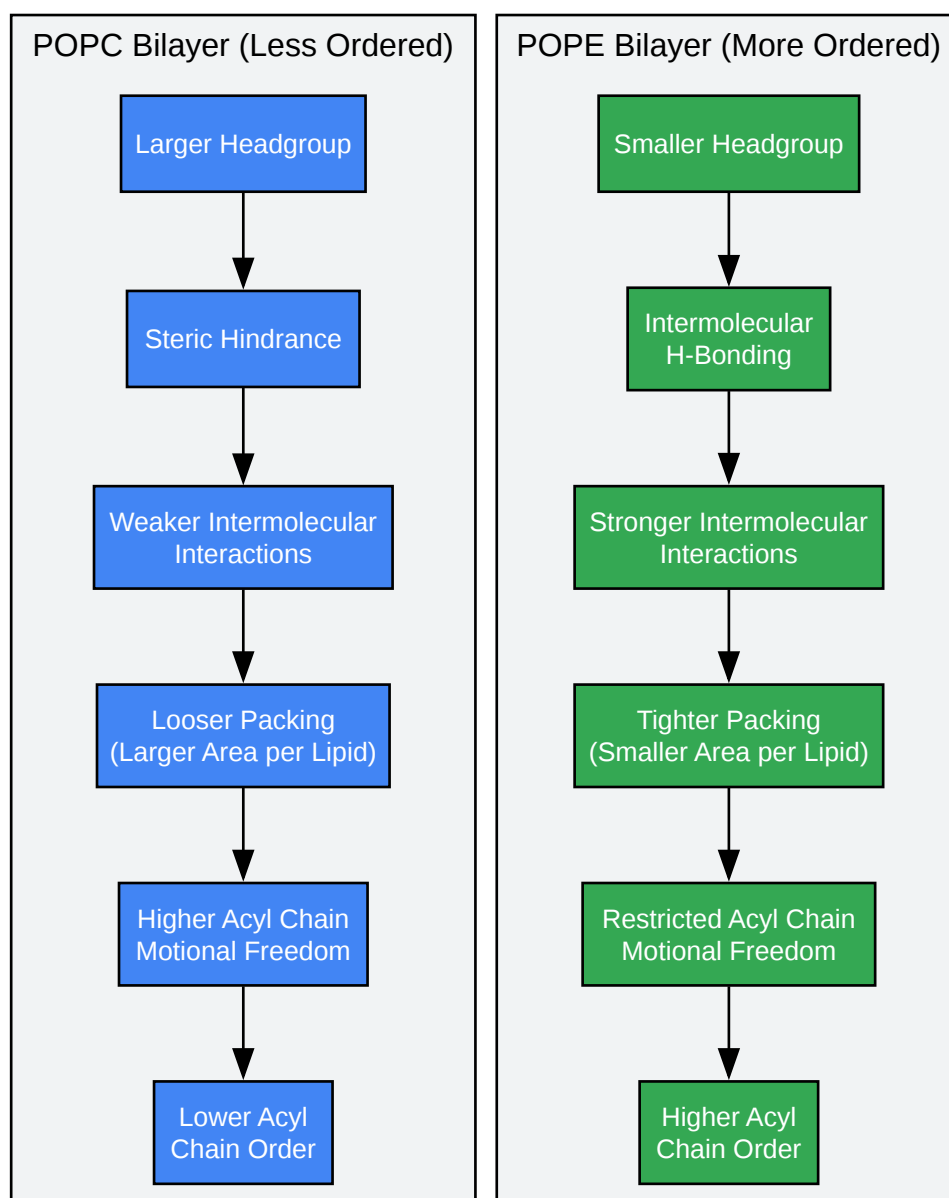 POPC Bilayer (Less Ordered)
Larger Headgroup
Steric Hindrance
Weaker Intermolecular
Interactions
Looser Packing
(Larger Area per Lipid)
Higher Acyl Chain
Motional Freedom
Lower Acyl
Chain Order
POPE Bilayer (More Ordered)
Smaller Headgroup
Intermolecular
H-Bonding
Stronger Intermolecular
Interactions
Tighter Packing
(Smaller Area per Lipid)
Restricted Acyl Chain
Motional Freedom
Higher Acyl
Chain Order